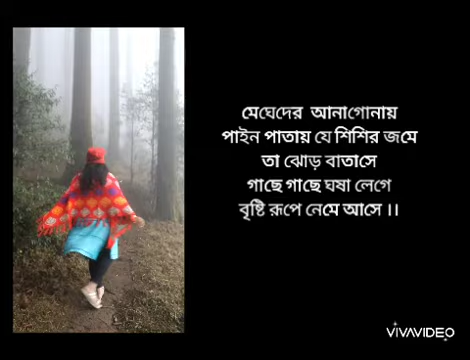 মেঘেদের আনাগোনায়
পাইন পাতায় যে শিশির জমে
তা ঝোড় বাতাসে
গাছে গাছে ঘষা লেগে
বৃষ্টি রূপে নেমে আসে ।।
VIVAVIDEO